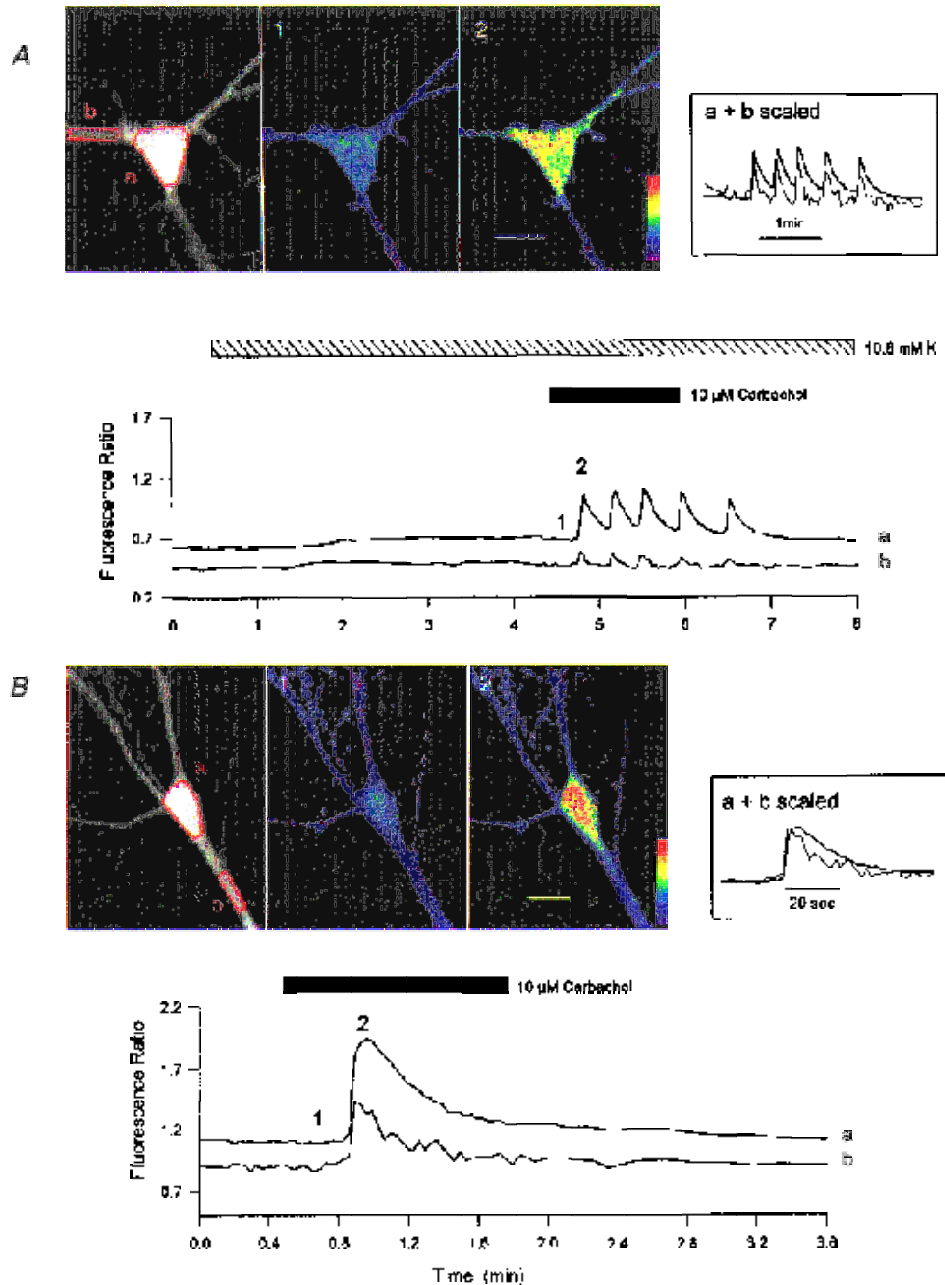 A
1
2
b
a
a + b scaled
1min
10.8 mM K
10 µM Carbachol
Fluorescence Ratio
1.7
1.2
0.7
0.2
2
1
a
b
0
1
2
3
4
5
6
7
8
B
a
a + b scaled
20 sec
10 µM Carbachol
Fluorescence Ratio
2.2
1.7
1.2
0.7
2
1
a
b
0.0
0.4
0.8
1.2
1.6
2.0
2.4
2.8
3.2
3.6
Time (min)